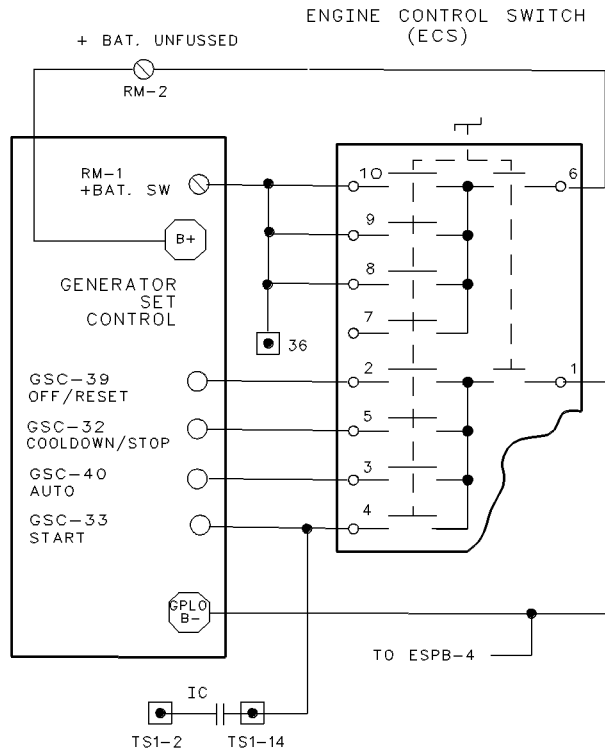 ENGINE CONTROL SWITCH
(ECS)
+ BAT. UNFUSSED
RM-2
RM-1
+BAT. SW
10
6
B+
9
8
GENERATOR
SET
CONTROL
7
36
2
1
GSC-39
OFF/RESET
5
GSC-32
COOLDOWN/STOP
3
GSC-40
AUTO
4
GSC-33
START
GPLO
B-
TO ESPB-4
IC
TS1-2
TS1-14